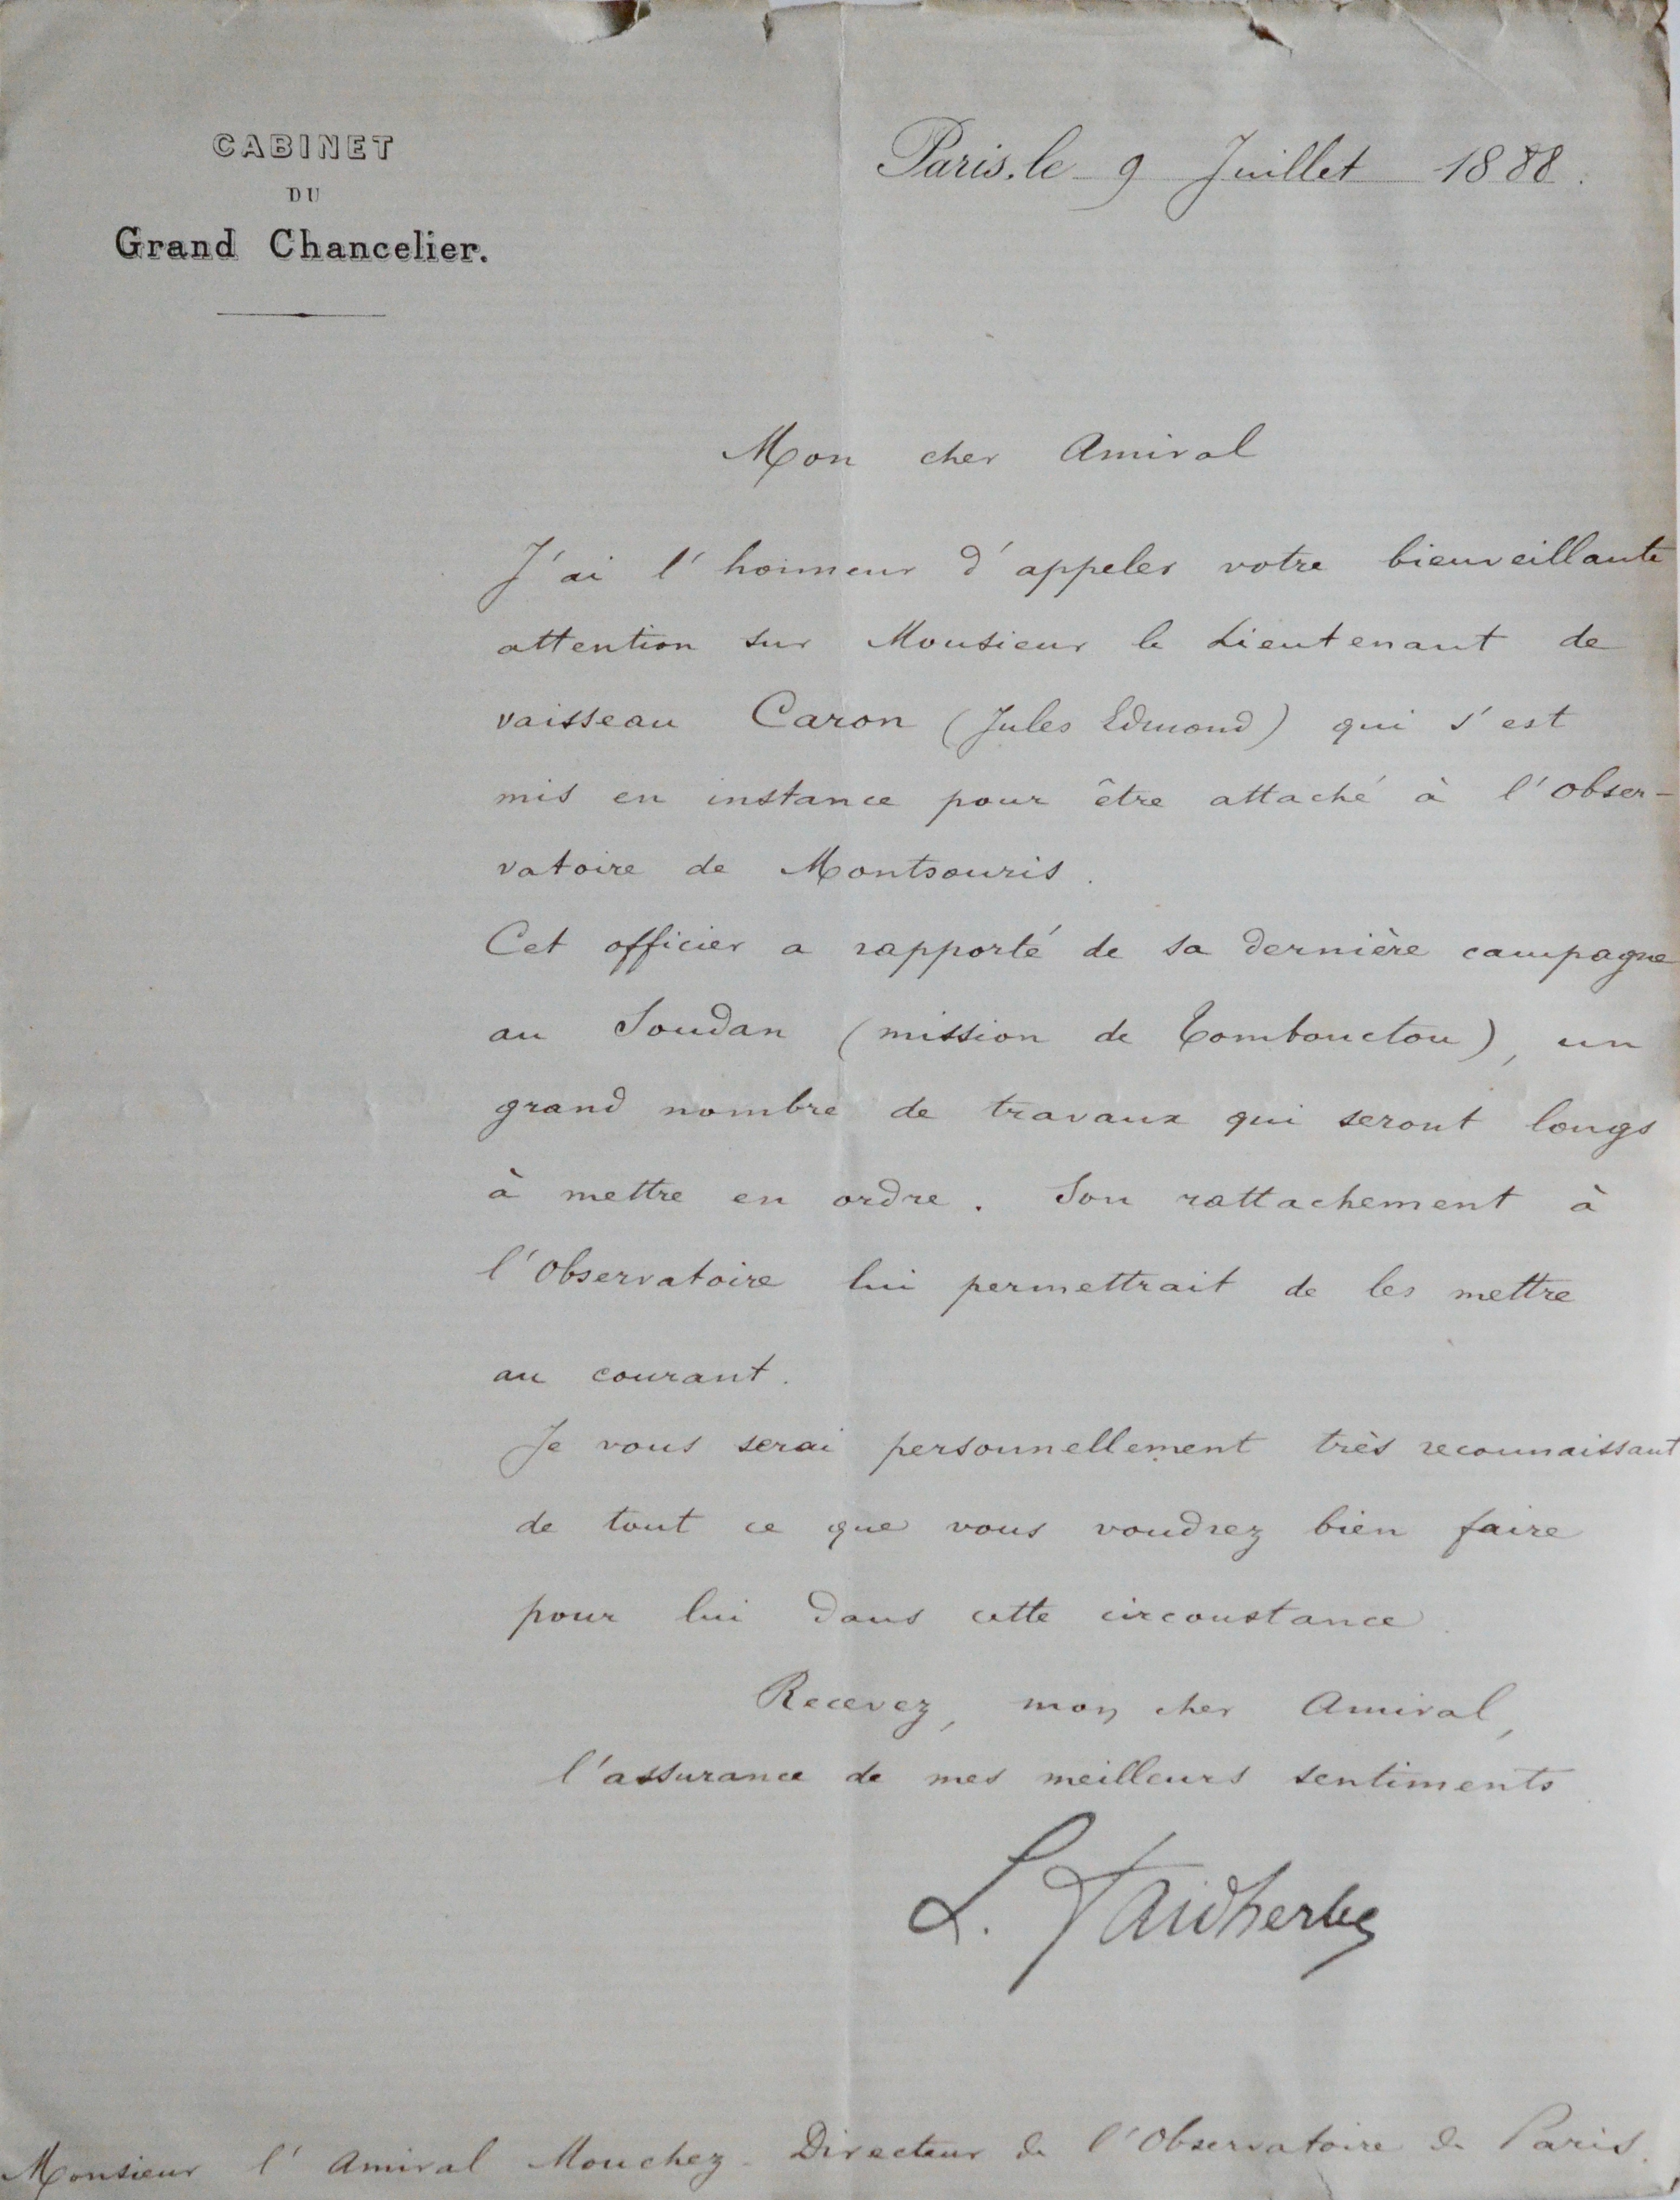 CABINET
DU
Grand Chancelier.
Paris, le 9 Juillet 1888.
Mon cher Amiral
J'ai l'honneur d'appeler votre bienveillante
attention sur Monsieur le Lieutenant de
vaisseau Caron (Jules Edmond) qui s'est
mis en instance pour être attaché à l'Obser-
vatoire de Montsouris.
Cet officier a rapporté de sa dernière campagne
au Soudan (mission de Tombouctou), un
grand nombre de travaux qui seront longs
à mettre en ordre. Son rattachement à
l'Observatoire lui permettrait de les mettre
au courant.
Je vous serai personnellement très reconnaissant
de tout ce que vous voudrez bien faire
pour lui dans cette circonstance.
Recevez, mon cher Amiral,
l'assurance de mes meilleurs sentiments.
L. Faidherbe
Monsieur l'Amiral Mouchez - Directeur de l'Observatoire de Paris.